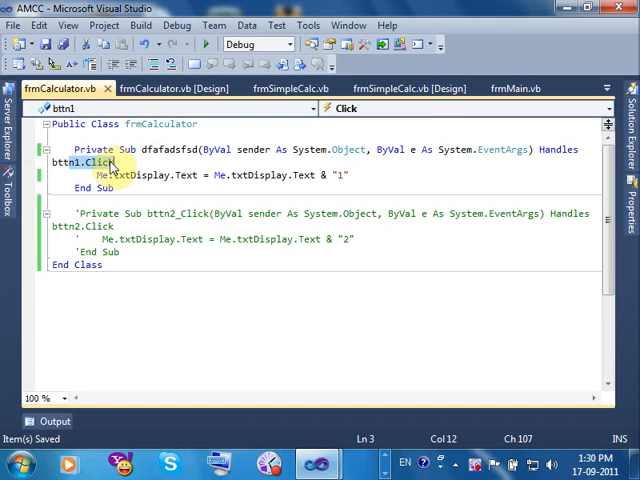 AMCC - Microsoft Visual Studio
File Edit View Project Build Debug Team Data Test Tools Window Help
Debug
frmCalculator.vb frmCalculator.vb [Design] frmSimpleCalc.vb frmSimpleCalc.vb [Design] frmMain.vb
bttn1 Click
Public Class frmCalculator
Private Sub dfafadsfsd(ByVal sender As System.Object, ByVal e As System.EventArgs) Handles
bttn1.Click
Me.txtDisplay.Text = Me.txtDisplay.Text & "1"
End Sub
'Private Sub bttn2_Click(ByVal sender As System.Object, ByVal e As System.EventArgs) Handles
bttn2.Click
' Me.txtDisplay.Text = Me.txtDisplay.Text & "2"
'End Sub
End Class
Server Explorer
Toolbox
Solution Explorer
Properties
100 %
Output
Item(s) Saved Ln 3 Col 12 Ch 107 INS
EN 1:30 PM
17-09-2011